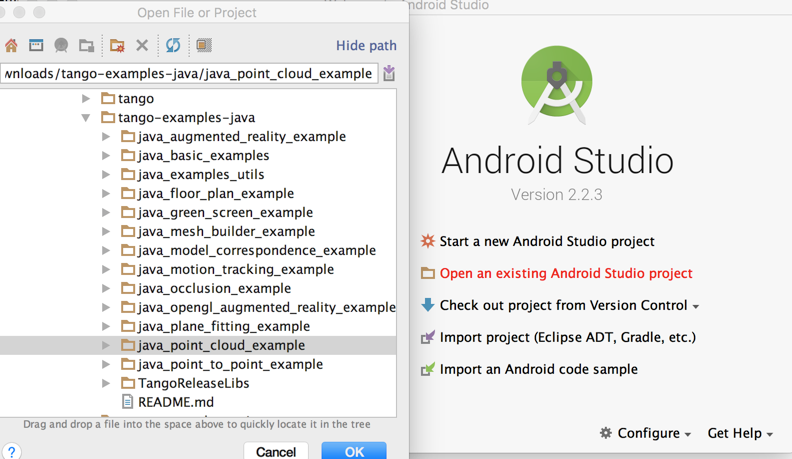 Open File or Project
Android Studio
Hide path
wnloads/tango-examples-java/java_point_cloud_example
tango
tango-examples-java
java_augmented_reality_example
java_basic_examples
java_examples_utils
java_floor_plan_example
java_green_screen_example
java_mesh_builder_example
java_model_correspondence_example
java_motion_tracking_example
java_occlusion_example
java_opengl_augmented_reality_example
java_plane_fitting_example
java_point_cloud_example
java_point_to_point_example
TangoReleaseLibs
README.md
Drag and drop a file into the space above to quickly locate it in the tree
?
Cancel
OK
Android Studio
Version 2.2.3
Start a new Android Studio project
Open an existing Android Studio project
Check out project from Version Control
Import project (Eclipse ADT, Gradle, etc.)
Import an Android code sample
Configure
Get Help